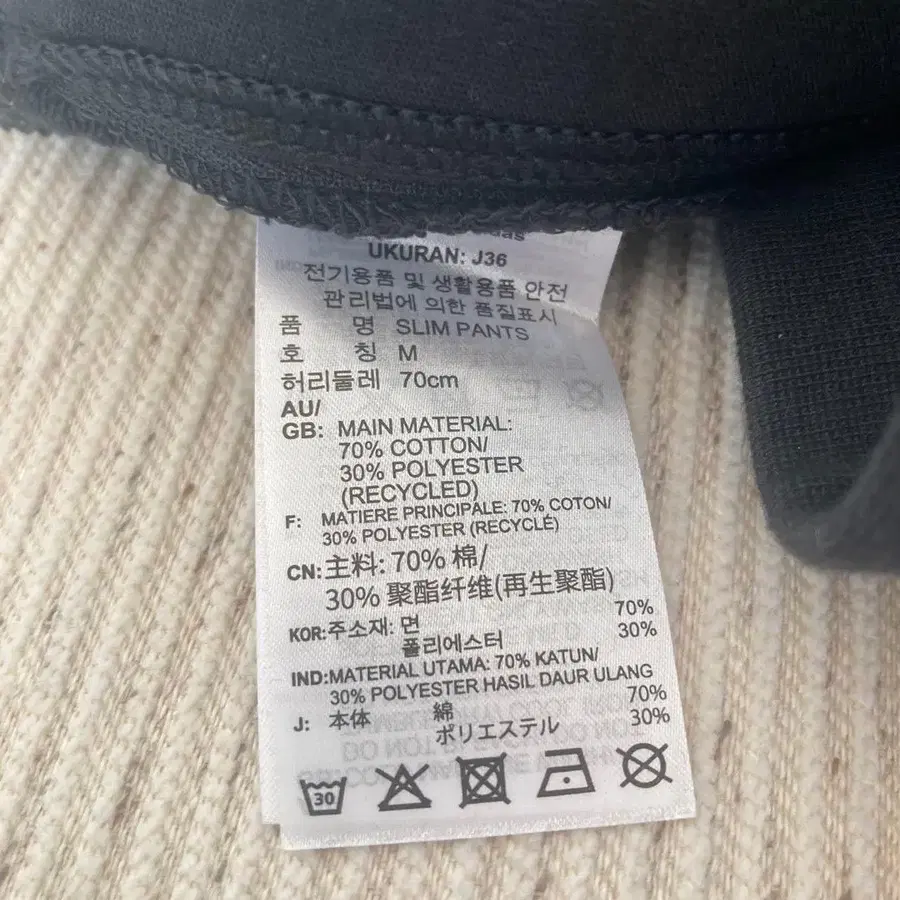 UKURAN: J36
전기용품 및 생활용품 안전
관리법에 의한 품질표시
품 명 SLIM PANTS
호 칭 M
허리둘레 70cm
AU/
GB: MAIN MATERIAL:
70% COTTON/
30% POLYESTER
(RECYCLED)
F: MATIERE PRINCIPALE: 70% COTON/
30% POLYESTER (RECYCLÉ)
CN:主料: 70% 棉/
30% 聚酯纤维(再生聚酯)
KOR:주소재: 면 70%
폴리에스터 30%
IND:MATERIAL UTAMA: 70% KATUN/
30% POLYESTER HASIL DAUR ULANG
J: 本体 綿 70%
ポリエステル 30%
30